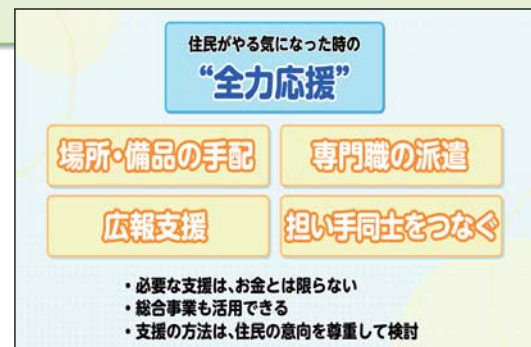 住民がやる気になった時の
“全力応援”
場所・備品の手配
専門職の派遣
広報支援
担い手同士をつなぐ
・必要な支援は、お金とは限らない
・総合事業も活用できる
・支援の方法は、住民の意向を尊重して検討